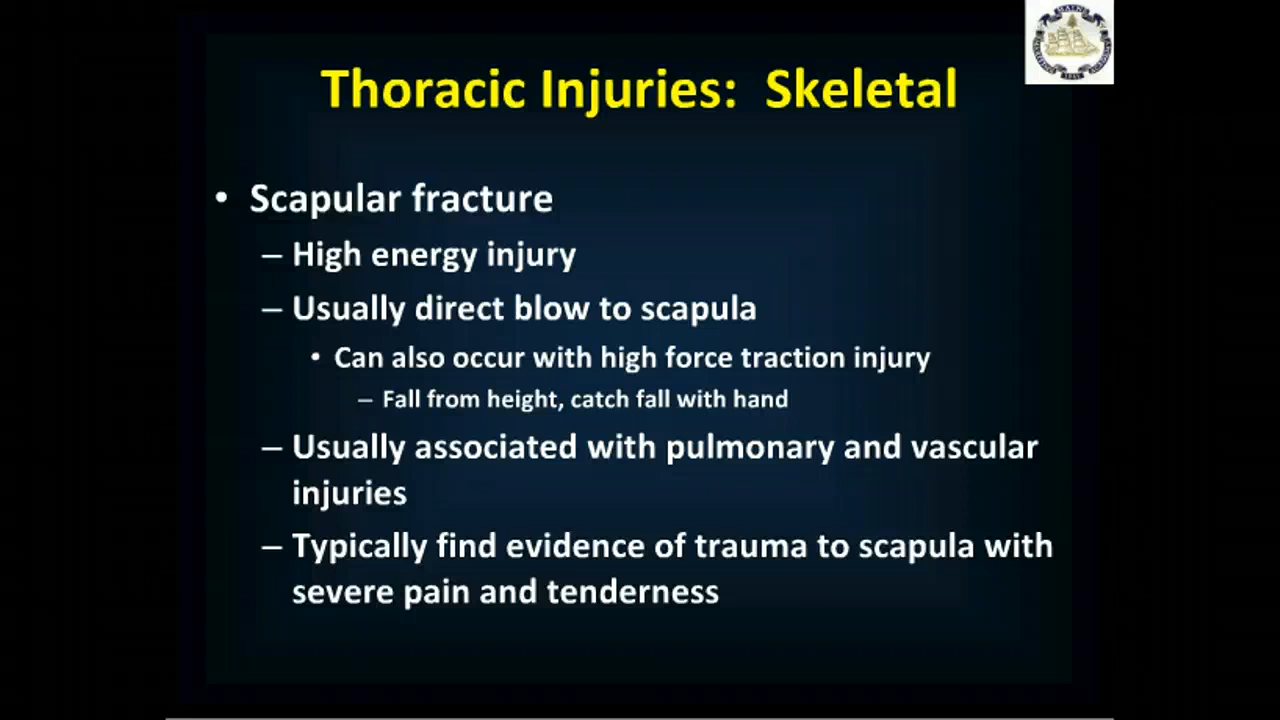 Thoracic Injuries: Skeletal
• Scapular fracture
– High energy injury
– Usually direct blow to scapula
• Can also occur with high force traction injury
– Fall from height, catch fall with hand
– Usually associated with pulmonary and vascular
injuries
– Typically find evidence of trauma to scapula with
severe pain and tenderness